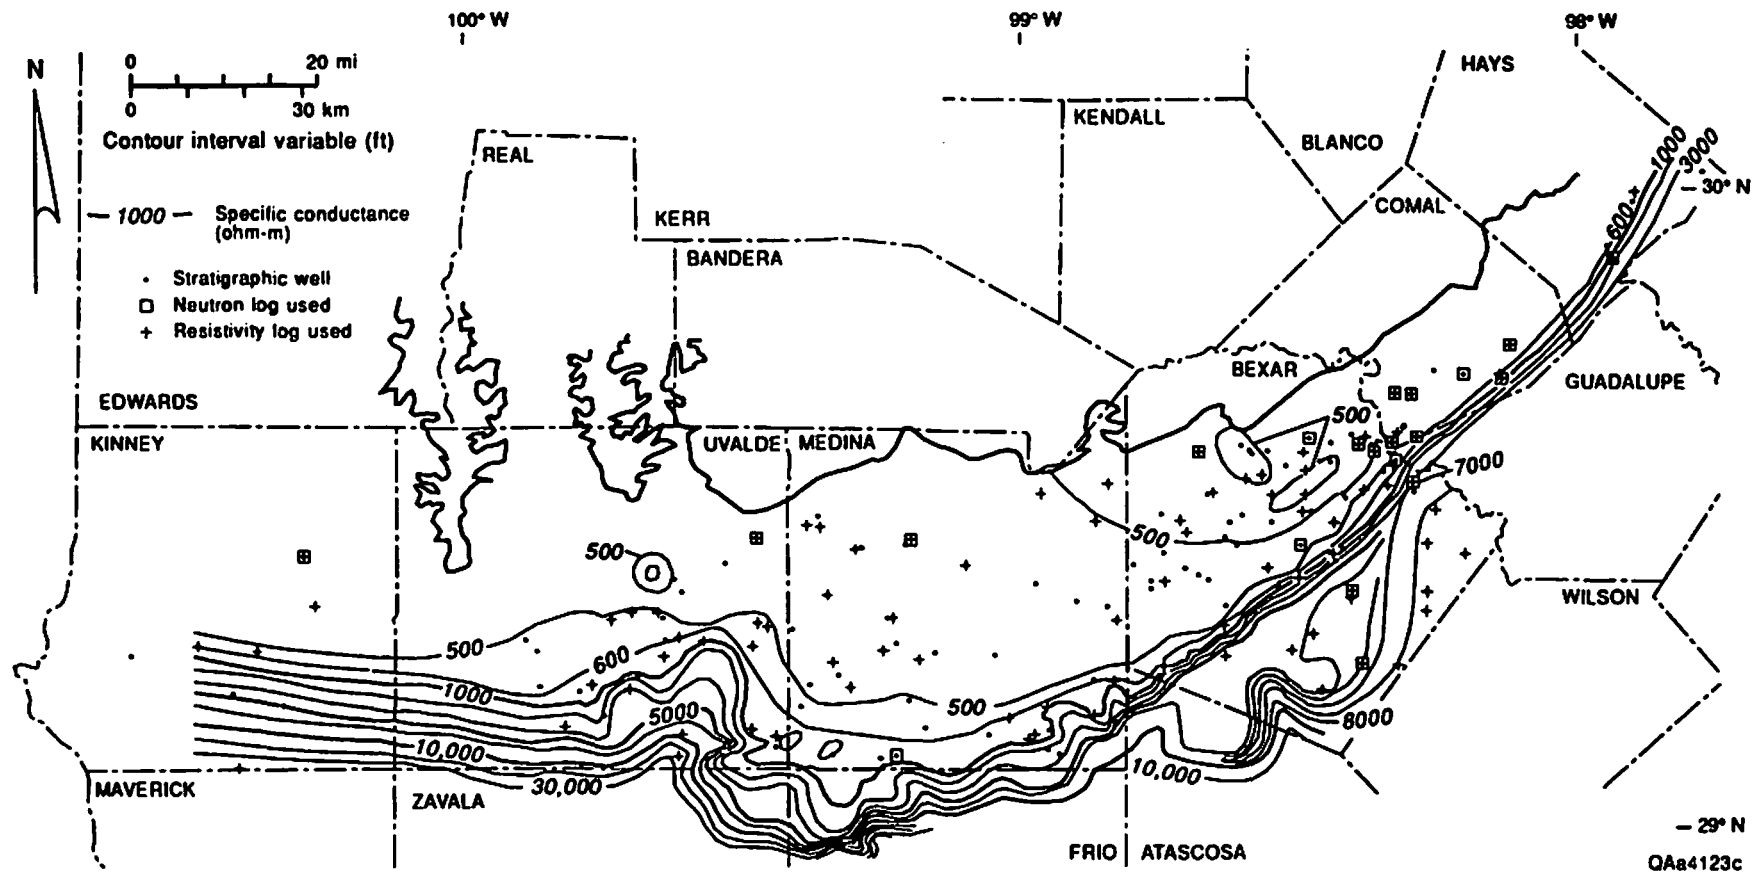 100° W
99° W
98° W
N
0 20 mi
0 30 km
Contour interval variable (ft)
— 1000 — Specific conductance
(ohm-m)
Stratigraphic well
Neutron log used
Resistivity log used
HAYS
KENDALL
BLANCO
REAL
COMAL
1000
3000
– 30° N
KERR
600
BANDERA
BEXAR
GUADALUPE
EDWARDS
KINNEY
UVALDE
MEDINA
500
7000
500
500
WILSON
500
600
1000
500
5000
8000
10,000
10,000
30,000
MAVERICK
ZAVALA
FRIO
ATASCOSA
– 29° N
QAa4123c